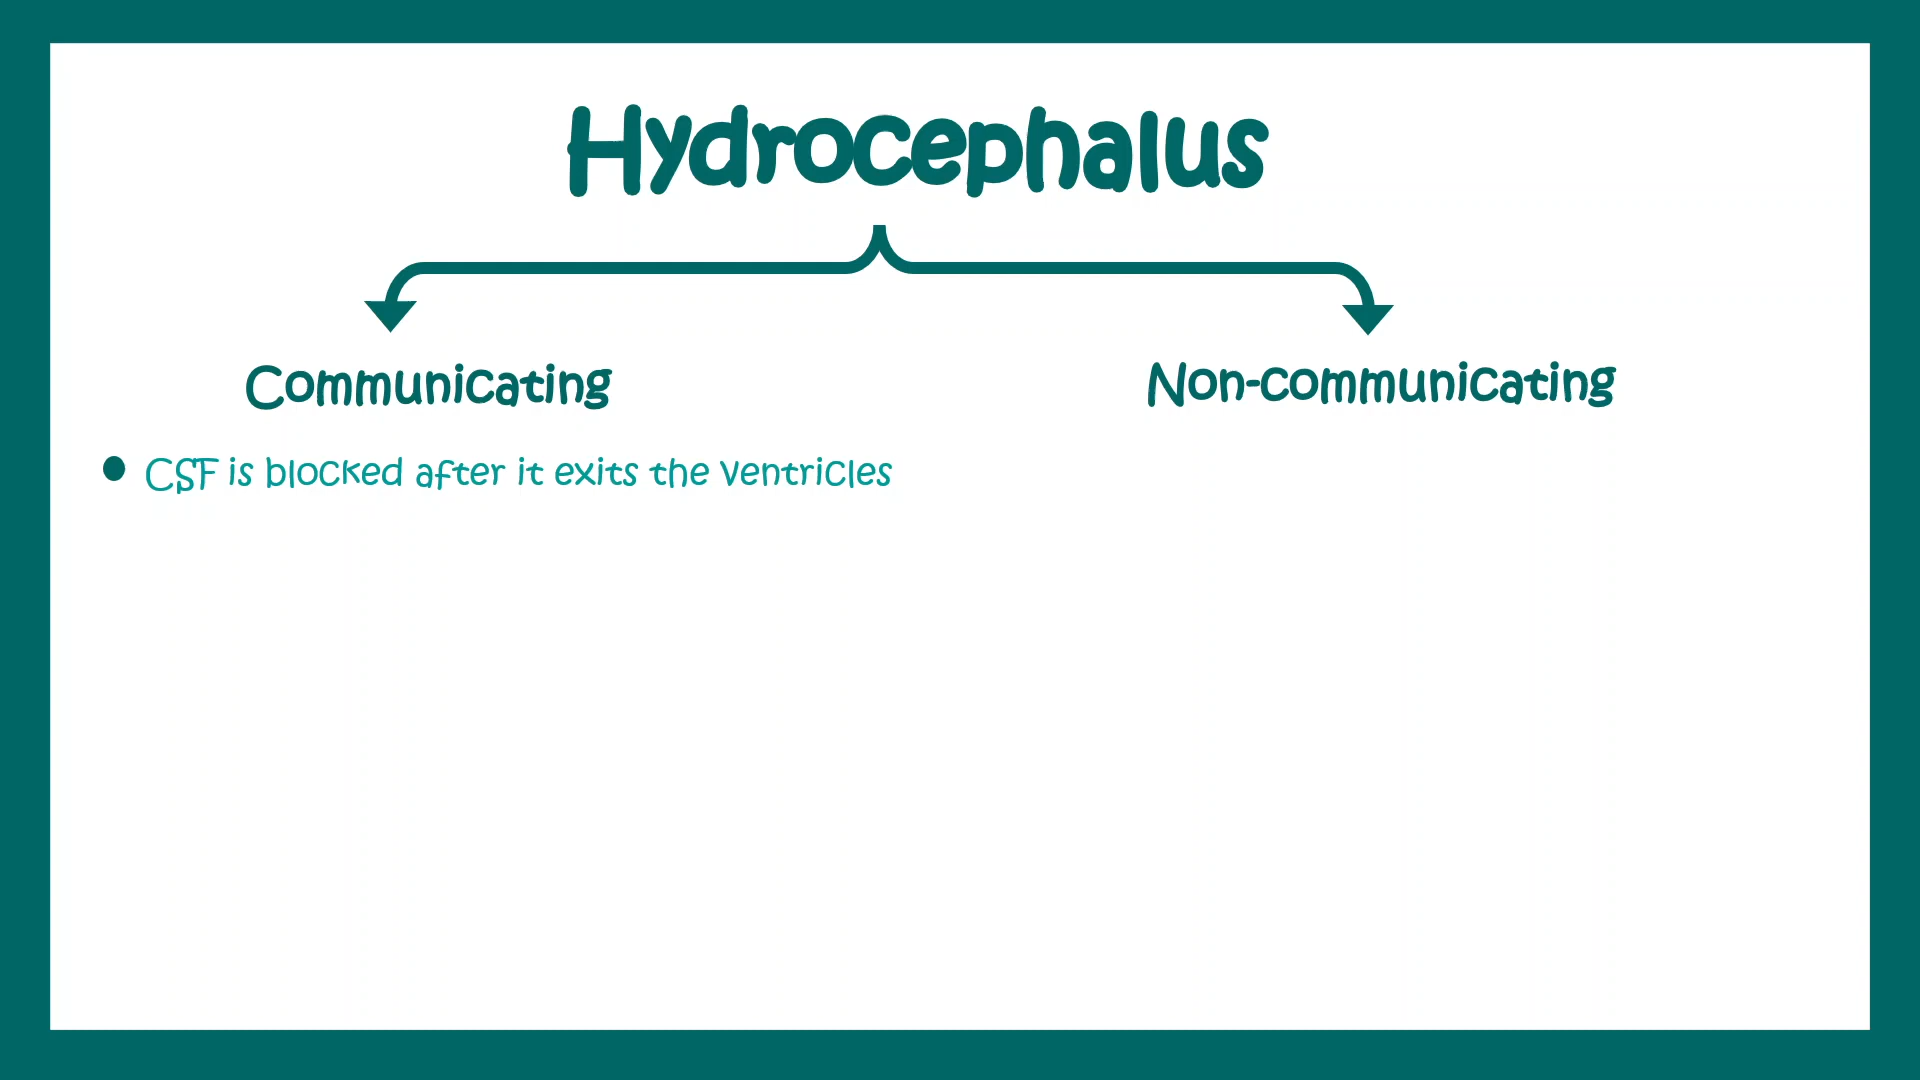 Hydrocephalus
Communicating
Non-communicating
CSF is blocked after it exits the ventricles